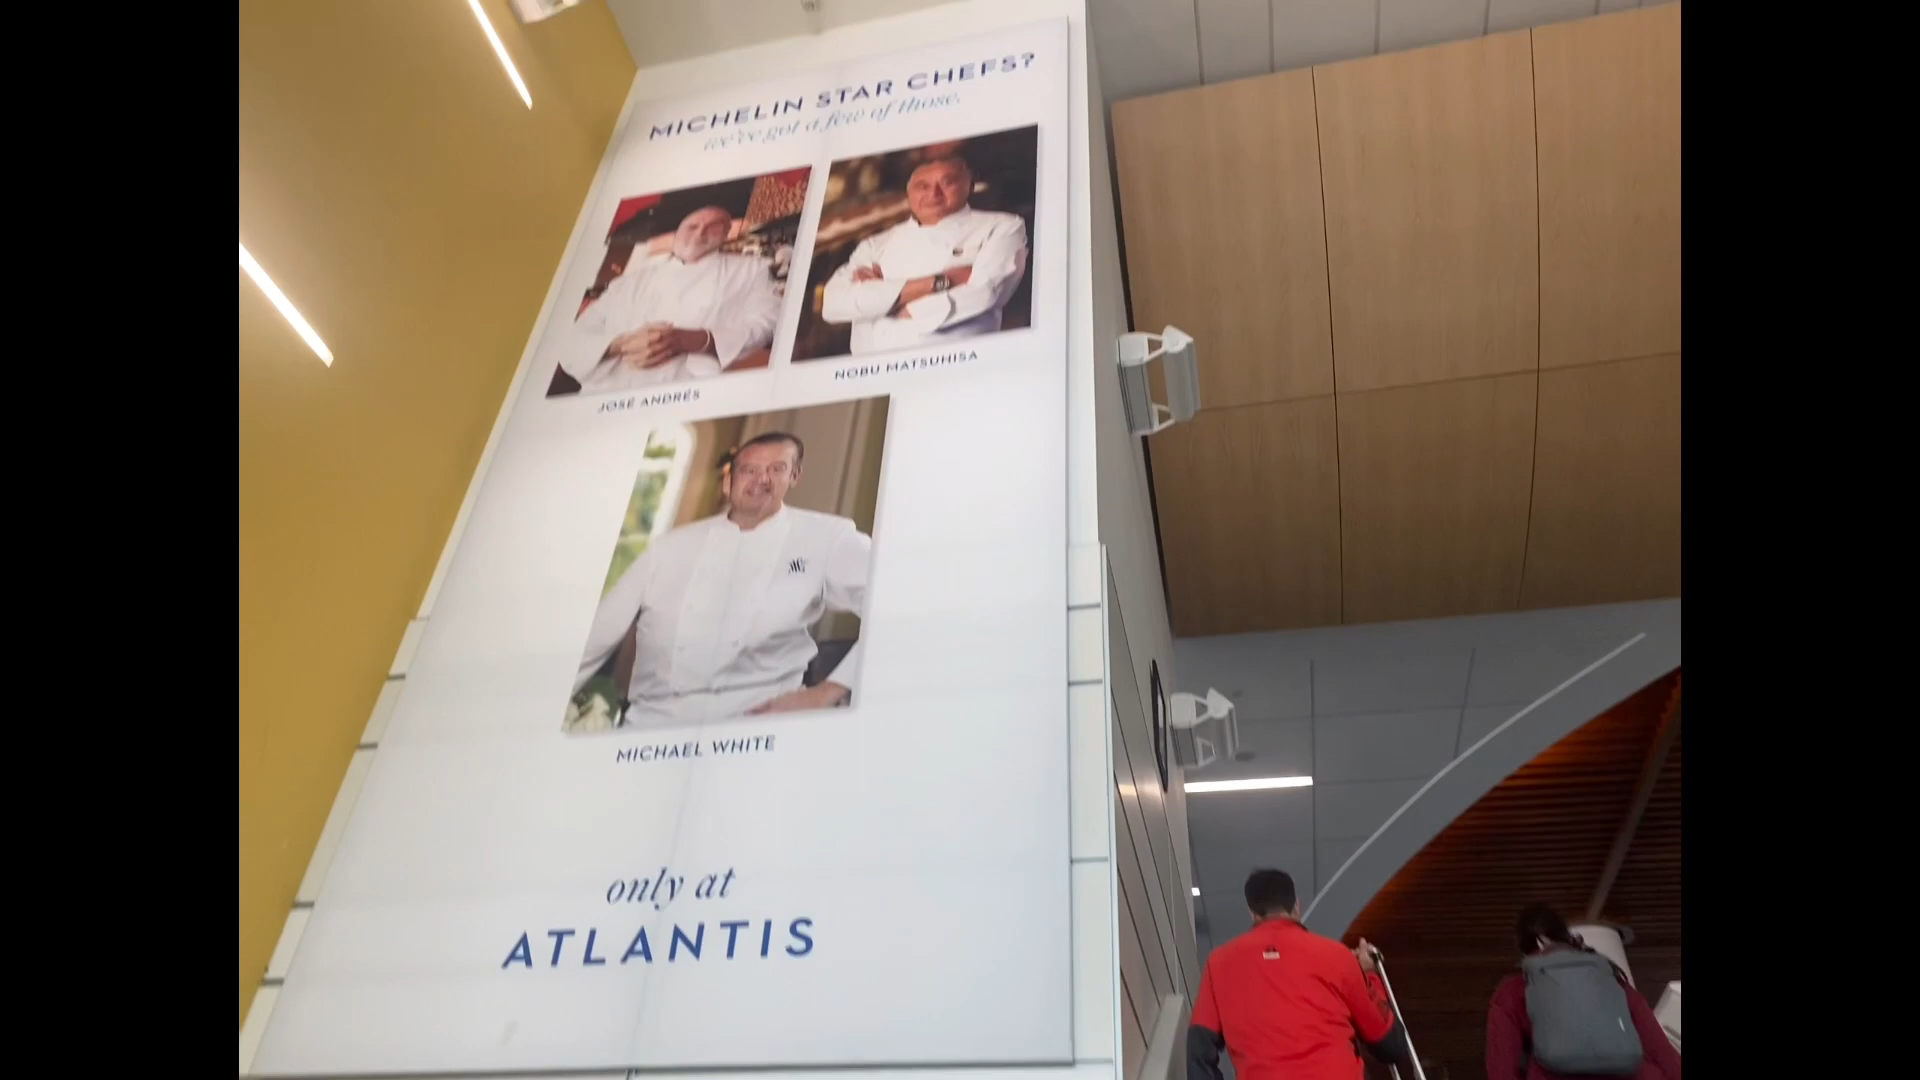 MICHELIN STAR CHEFS?
we've got a few of those.
JOSÉ ANDRÉS
NOBU MATSUHISA
MICHAEL WHITE
only at
ATLANTIS